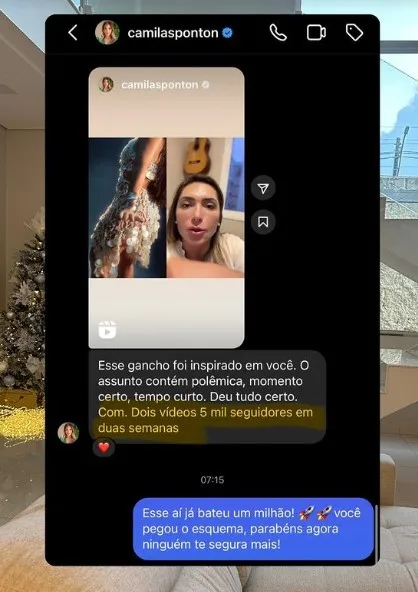 camilasponton
camilasponton
Esse gancho foi inspirado em você. O
assunto contém polêmica, momento
certo, tempo curto. Deu tudo certo.
Com. Dois vídeos 5 mil seguidores em
duas semanas
07:15
Esse aí já bateu um milhão! 🚀🚀 você
pegou o esquema, parabéns agora
ninguém te segura mais!